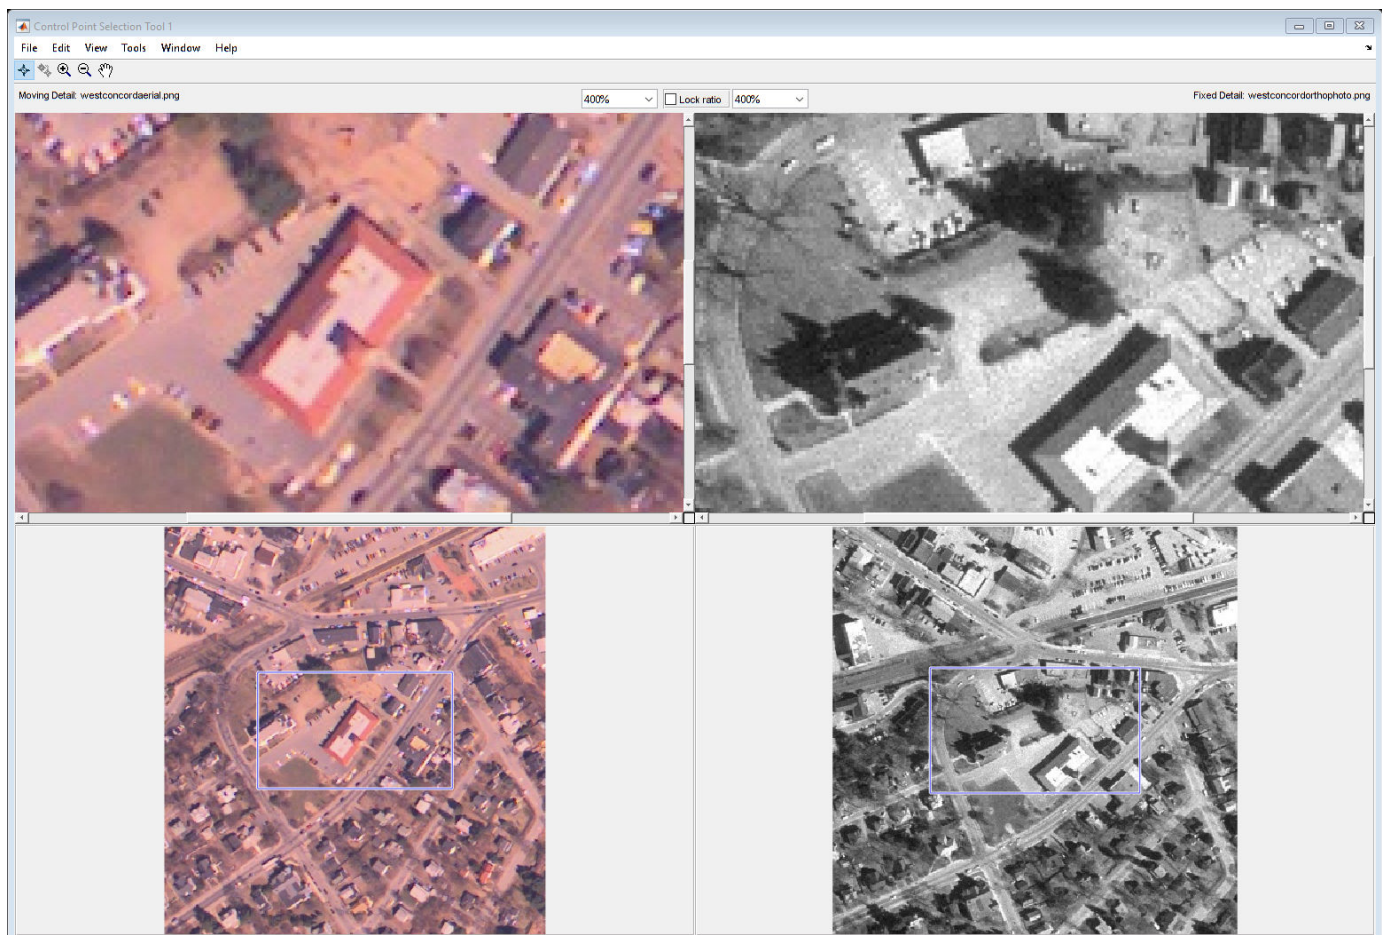 Control Point Selection Tool 1
File Edit View Tools Window Help
Moving Detail: westconcordaerial.png 400% Lock ratio 400% Fixed Detail: westconcordorthophoto.png